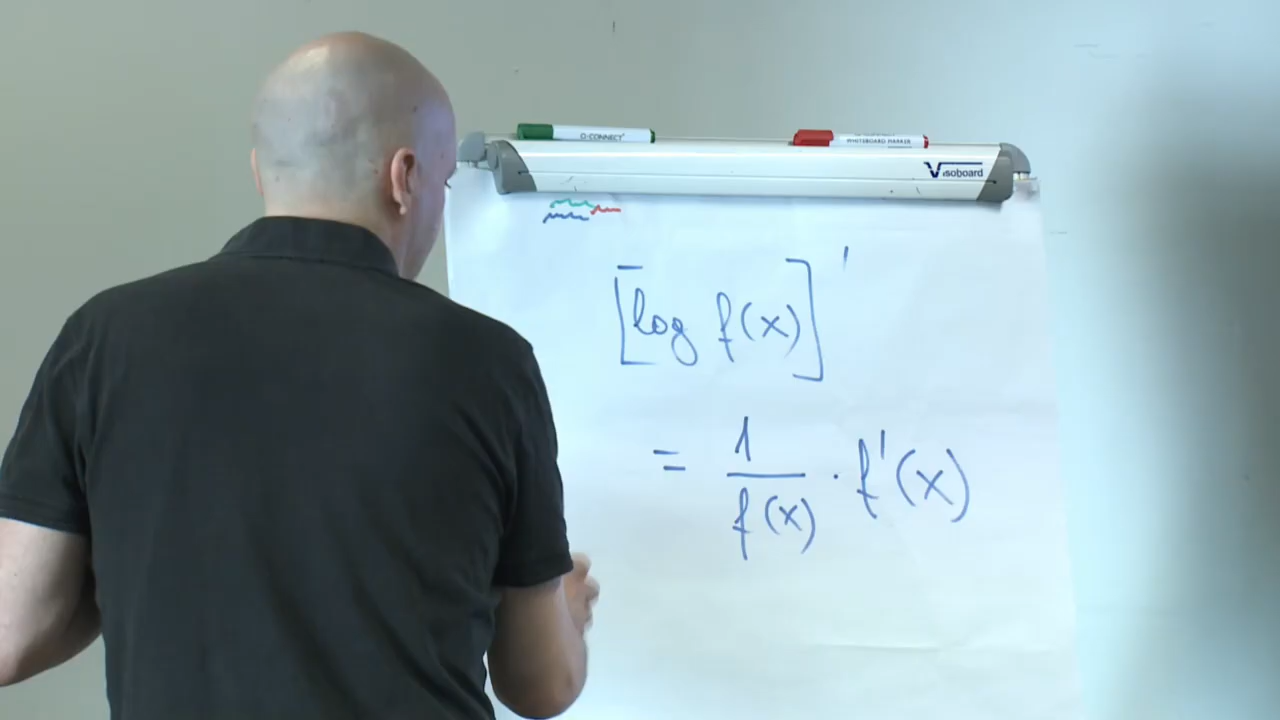 Q-CONNECT
WHITEBOARD MARKER
Visoboard
[log f(x)]'
= 1/f(x) · f'(x)